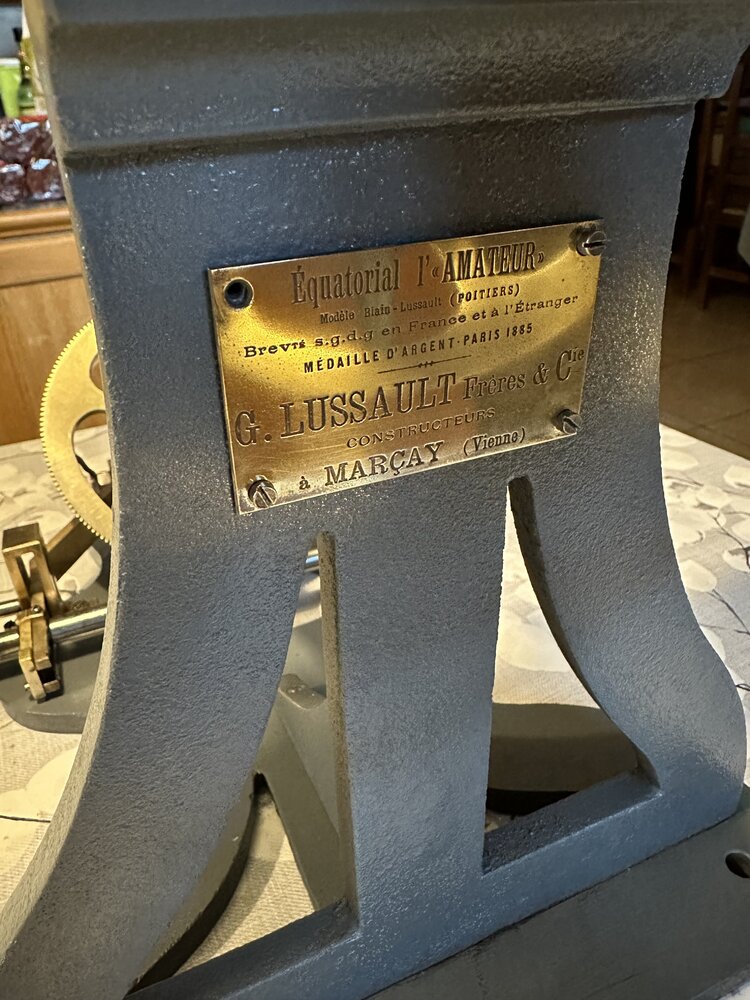 Équatorial l'«AMATEUR»
Modèle Blain-Lussault (POITIERS)
Brevté s.g.d.g en France et à l'Étranger
MÉDAILLE D'ARGENT-PARIS 1885
G. LUSSAULT Frères & Cie
CONSTRUCTEURS
à MARÇAY (Vienne)